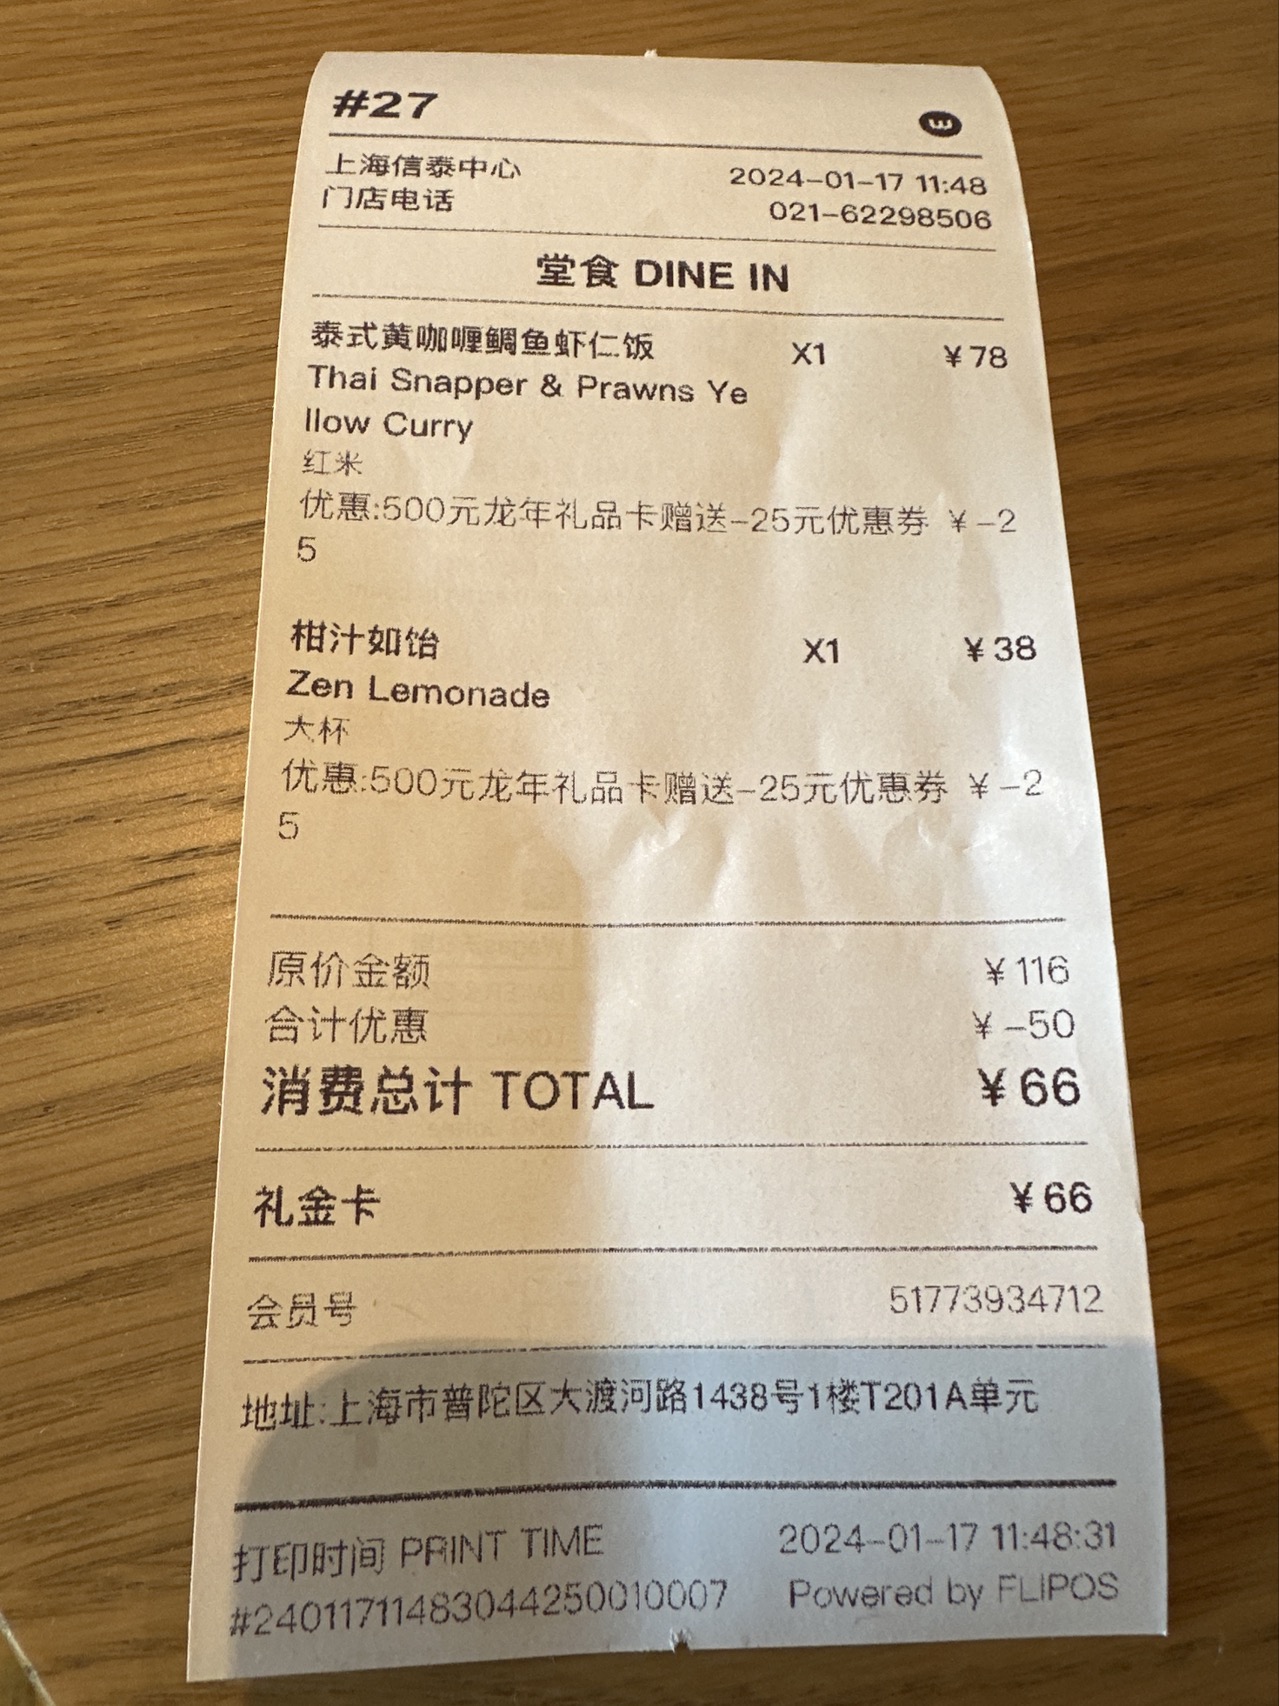 #27
上海信泰中心 2024-01-17 11:48
门店电话 021-62298506
堂食 DINE IN
泰式黄咖喱鲷鱼虾仁饭 X1 ¥78
Thai Snapper & Prawns Ye
llow Curry
红米
优惠:500元龙年礼品卡赠送-25元优惠券 ¥-2
5
柑汁如饴 X1 ¥38
Zen Lemonade
大杯
优惠:500元龙年礼品卡赠送-25元优惠券 ¥-2
5
原价金额 ¥116
合计优惠 ¥-50
消费总计 TOTAL ¥66
礼金卡 ¥66
会员号 51773934712
地址:上海市普陀区大渡河路1438号1楼T201A单元
打印时间 PRINT TIME 2024-01-17 11:48:31
#24011711483044250010007 Powered by FLIPOS